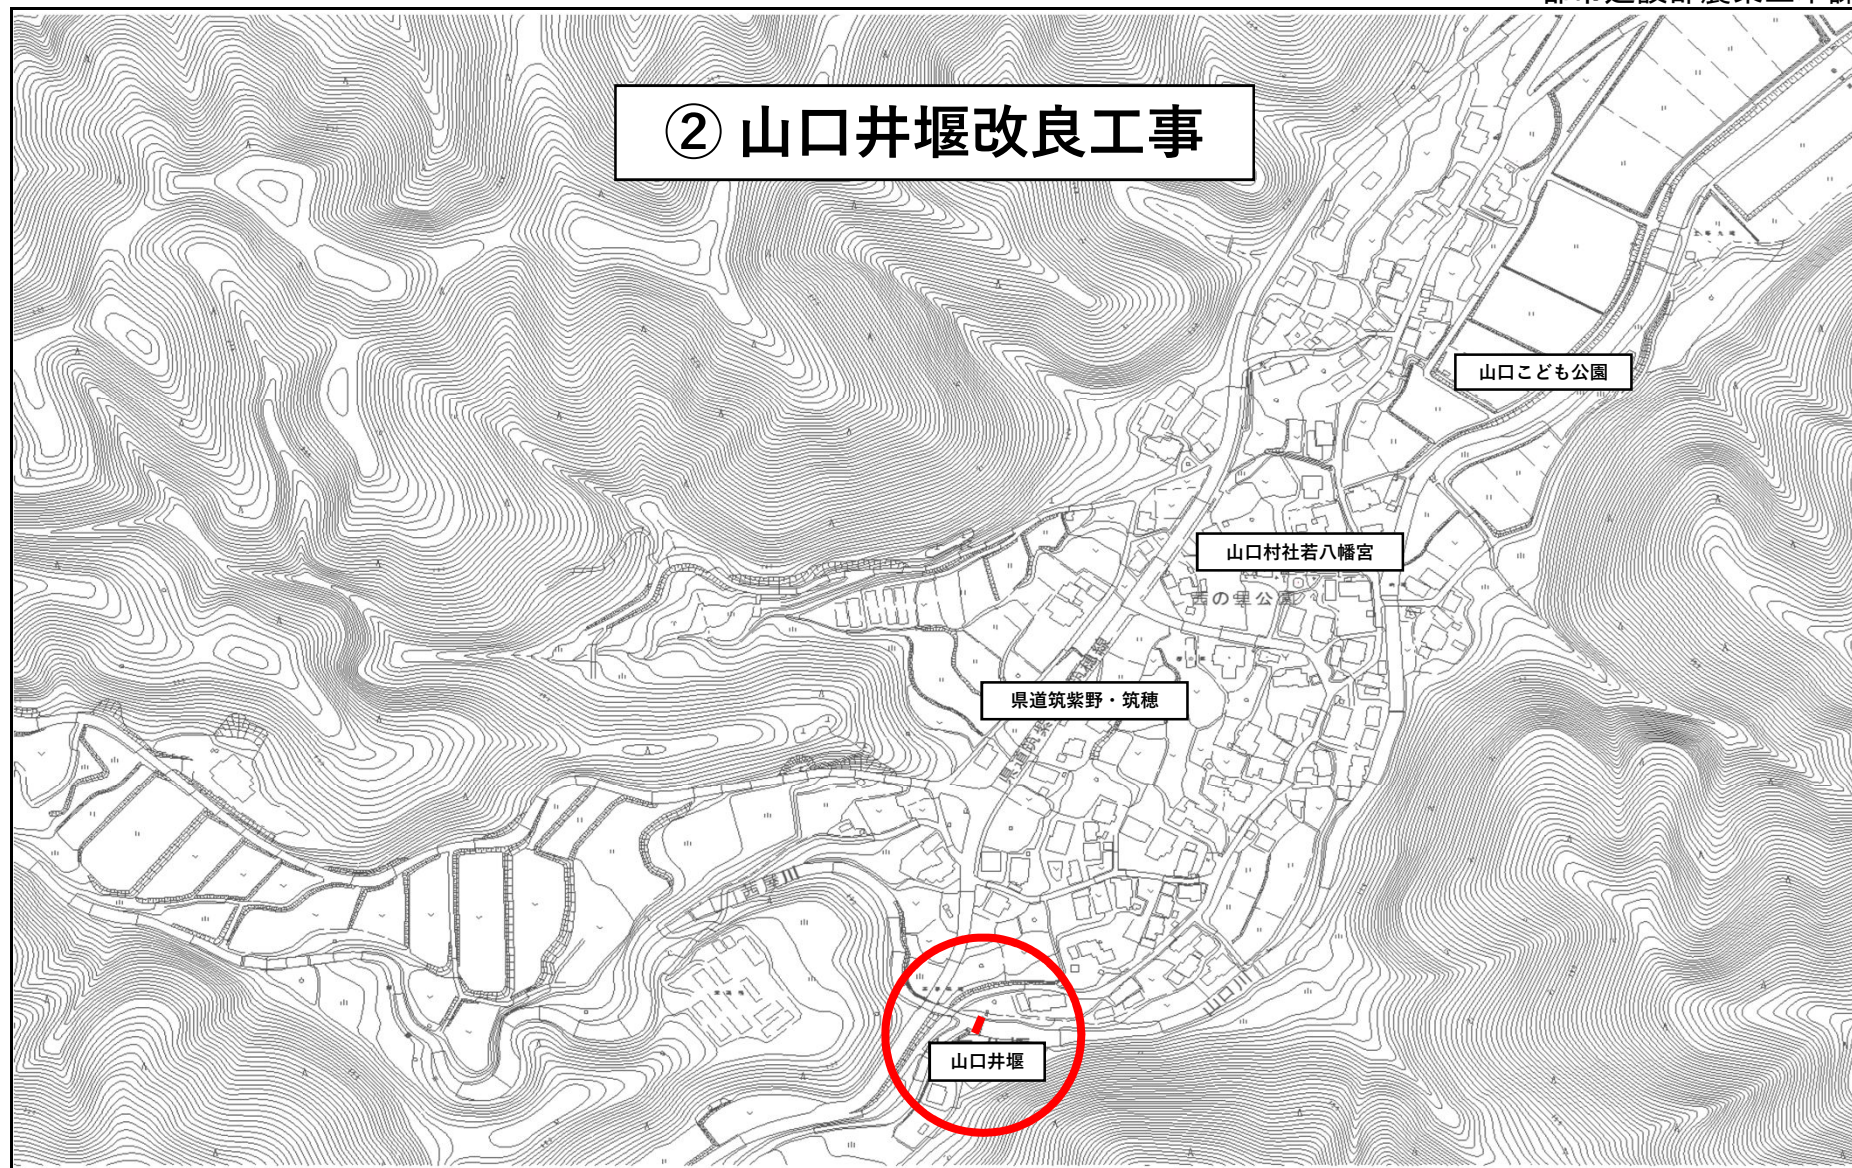 ② 山口井堰改良工事
山口こども公園
山口村社若八幡宮
西の里公園
県道筑紫野・筑穂
山口川
山口井堰